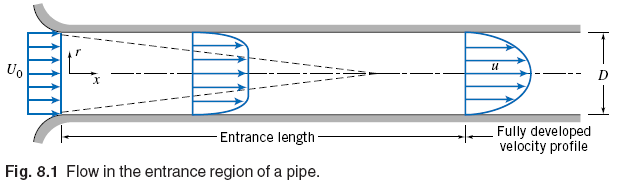 U0
r
x
u
D
Entrance length
Fully developed
velocity profile
Fig. 8.1 Flow in the entrance region of a pipe.